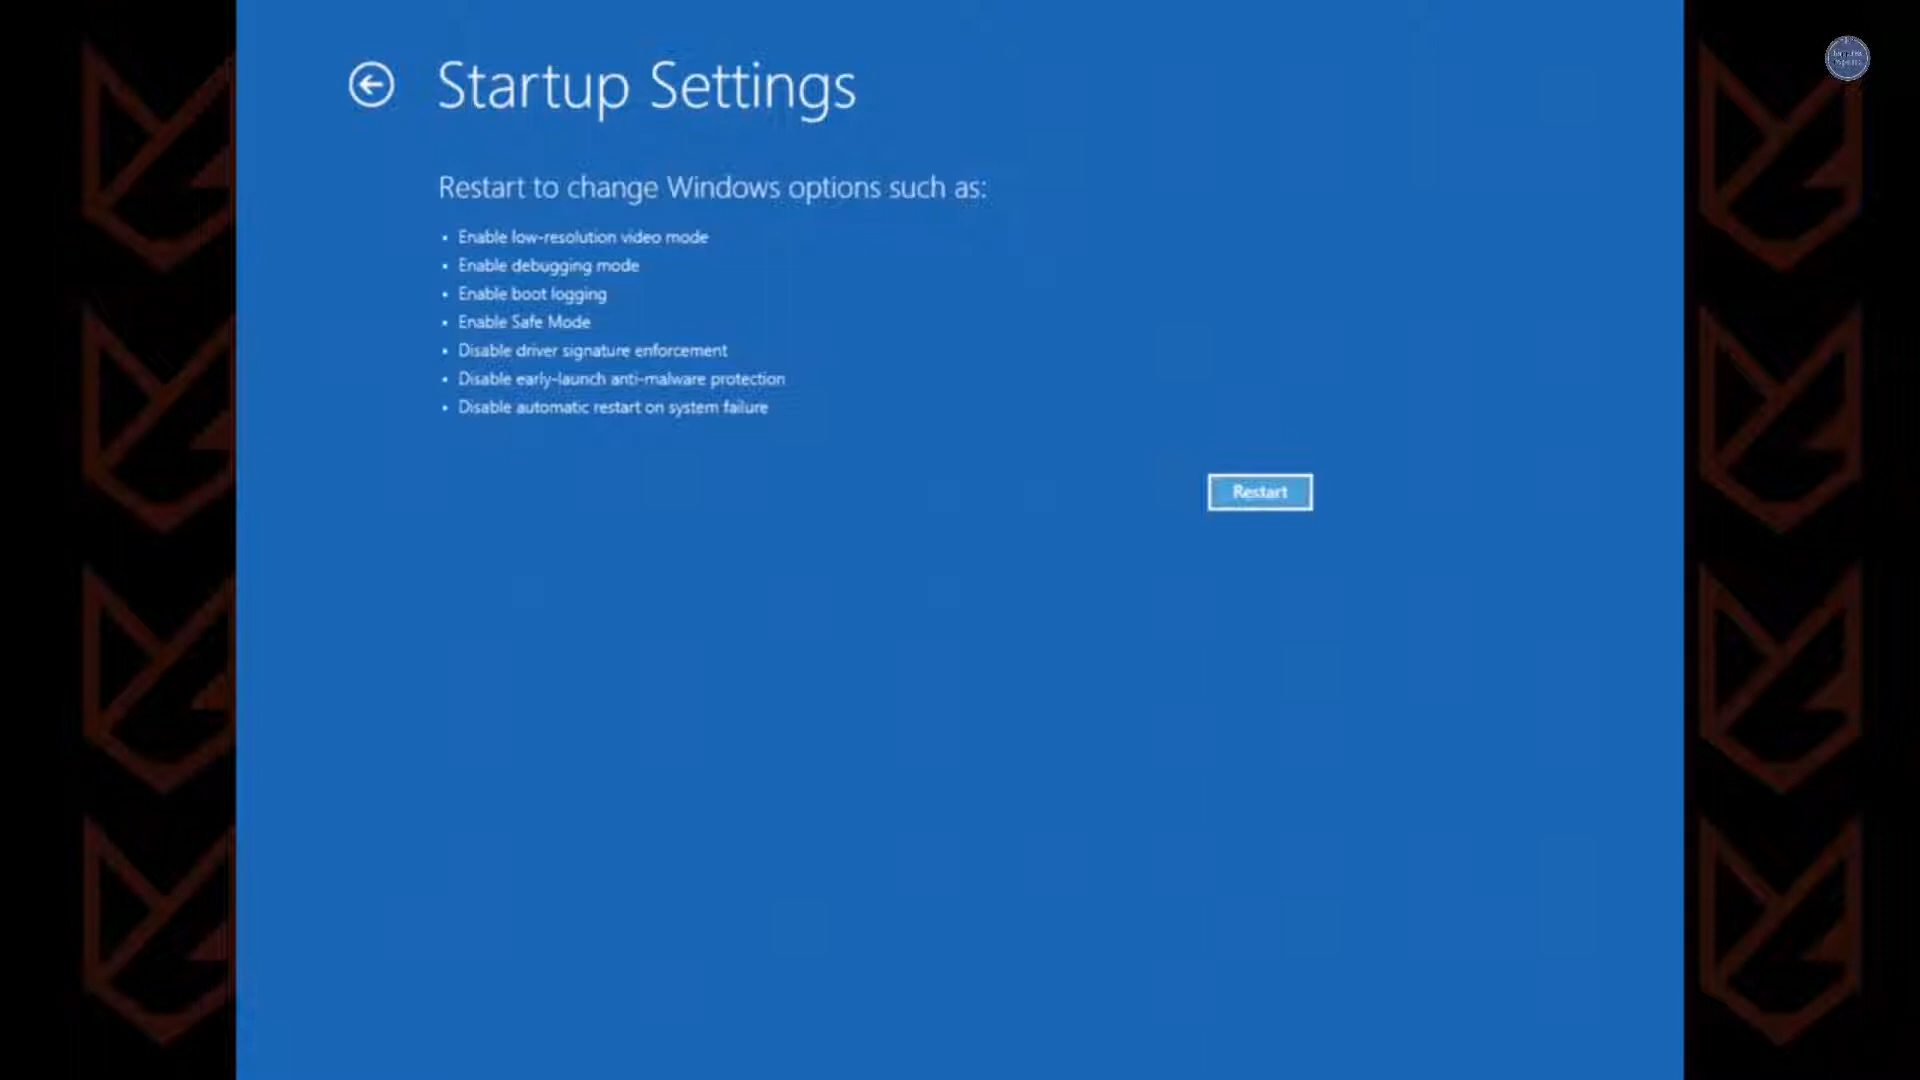 Startup Settings
Restart to change Windows options such as:
• Enable low-resolution video mode
• Enable debugging mode
• Enable boot logging
• Enable Safe Mode
• Disable driver signature enforcement
• Disable early-launch anti-malware protection
• Disable automatic restart on system failure
Restart